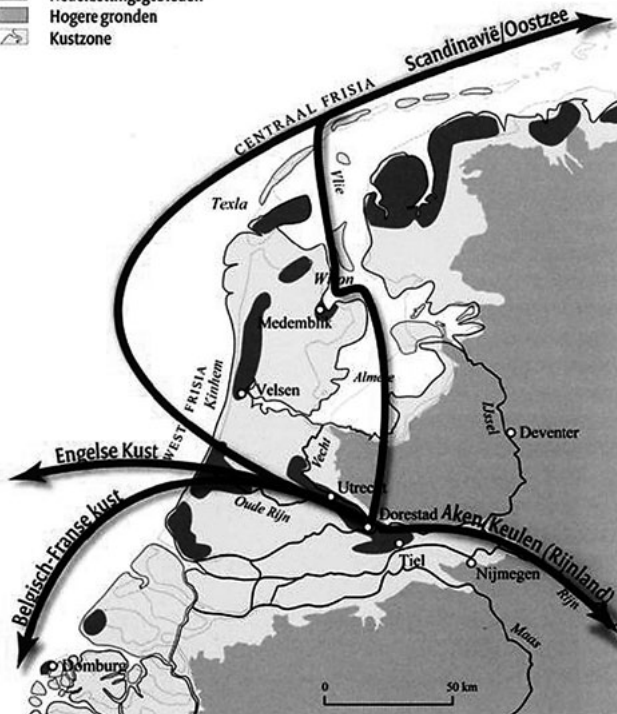 Hogere gronden
Kustzone
Scandinavië/Oostzee
CENTRAAL FRISIA
Vlie
Texla
Medemblik
WEST FRISIA
Kinhem
Velsen
Almere
IJssel
Deventer
Engelse Kust
Vecht
Utrecht
Oude Rijn
Belgisch-Franse kust
Dorestad
Aken/Keulen (Rijnland)
Tiel
Nijmegen
Rijn
Maas
Domburg
0 50 km